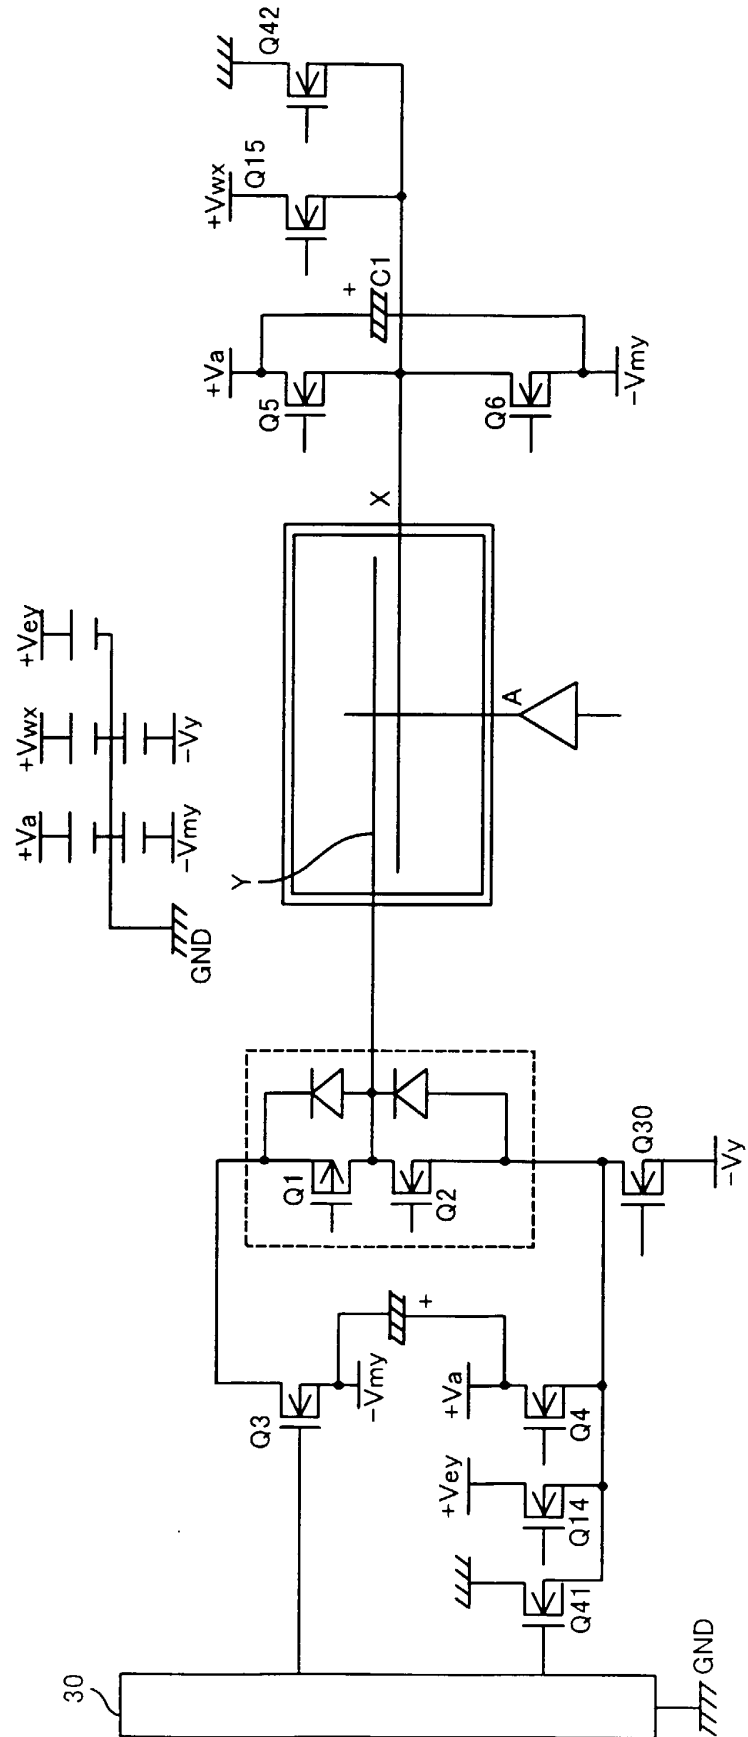 Q42
+Vwx
Q15
+
C1
+Va
Q5
Q6
-Vmy
X
+Vey
+Vwx
-Vy
+Va
-Vmy
GND
A
Y
Q1
Q2
Q30
-Vy
Q3
-Vmy
+
+Va
Q4
+Vey
Q14
Q41
30
GND